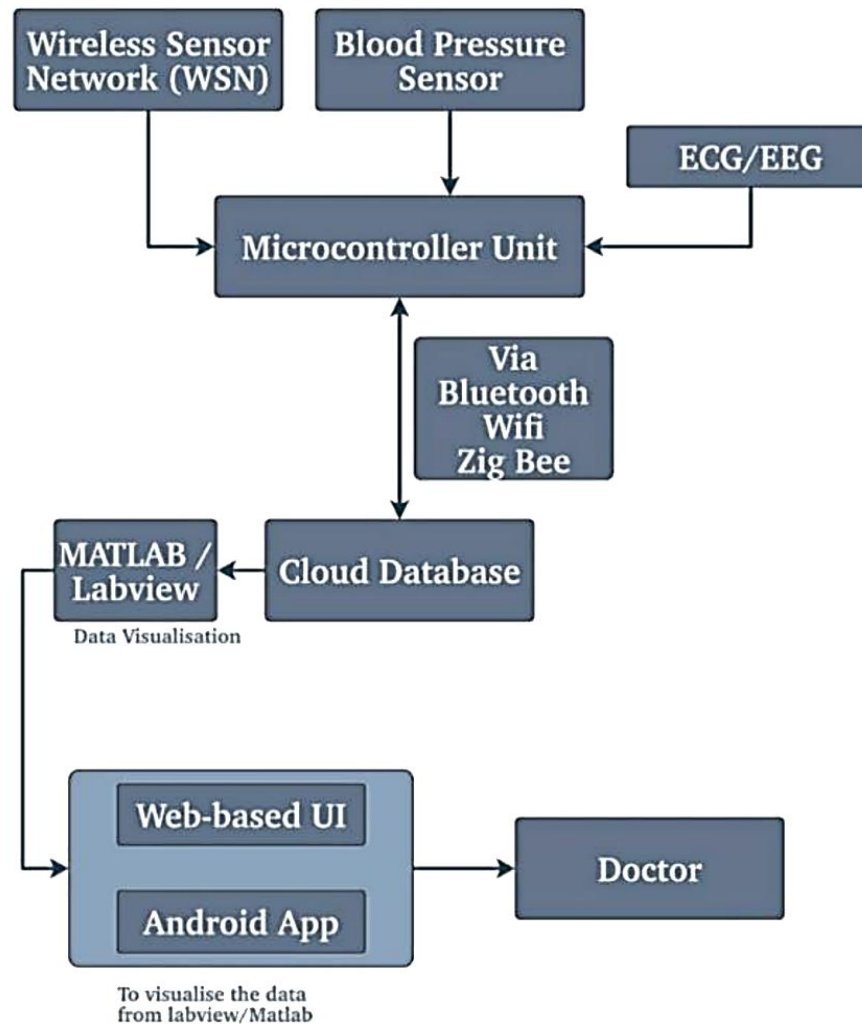 Wireless Sensor
Network (WSN)
Blood Pressure
Sensor
ECG/EEG
Microcontroller Unit
Via
Bluetooth
Wifi
Zig Bee
MATLAB /
Labview
Cloud Database
Data Visualisation
Web-based UI
Android App
Doctor
To visualise the data
from labview/Matlab